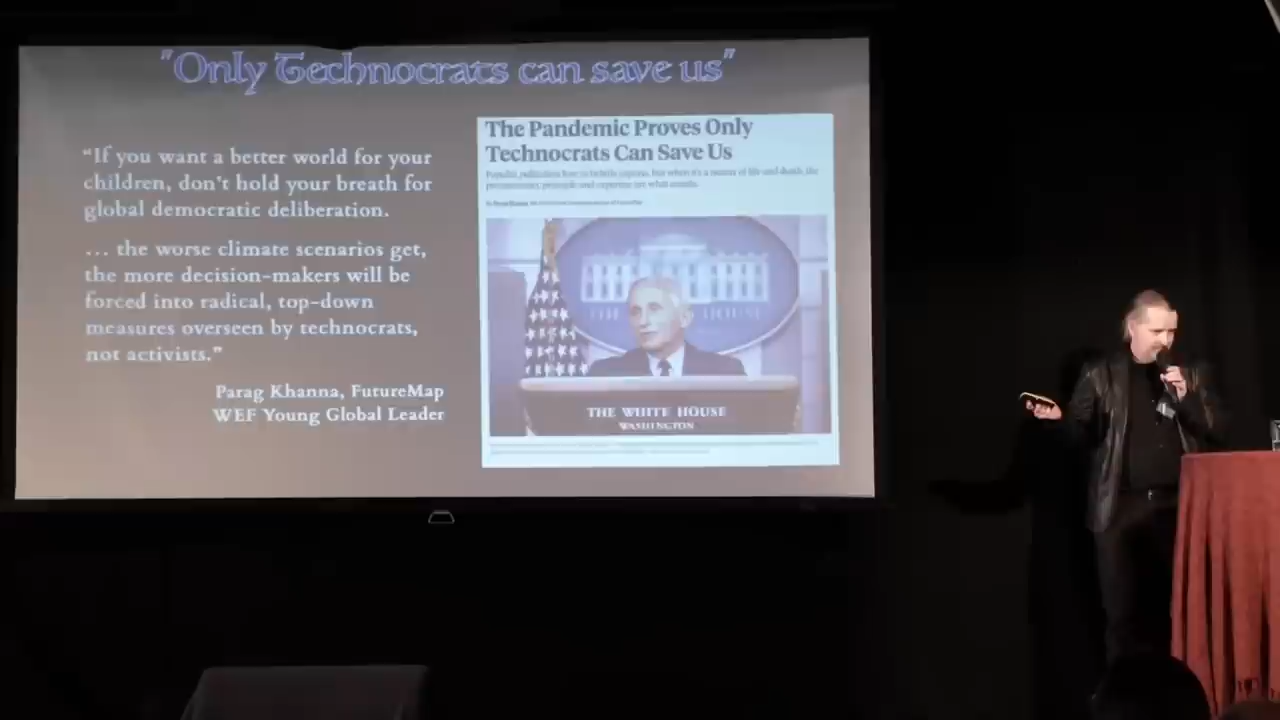 "Only Technocrats can save us"
"If you want a better world for your
children, don't hold your breath for
global democratic deliberation.
... the worse climate scenarios get,
the more decision-makers will be
forced into radical, top-down
measures overseen by technocrats,
not activists."
Parag Khanna, FutureMap
WEF Young Global Leader
The Pandemic Proves Only
Technocrats Can Save Us
THE WHITE HOUSE
WASHINGTON